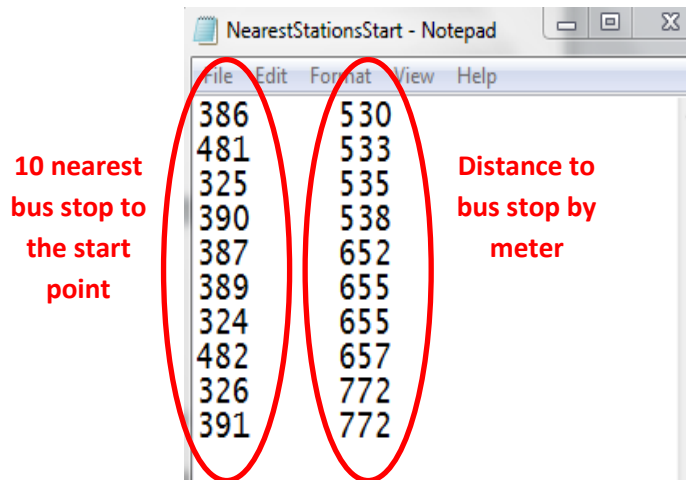 NearestStationsStart - Notepad
File Edit Format View Help
386 530
481 533
325 535
390 538
387 652
389 655
324 655
482 657
326 772
391 772
10 nearest
bus stop to
the start
point
Distance to
bus stop by
meter